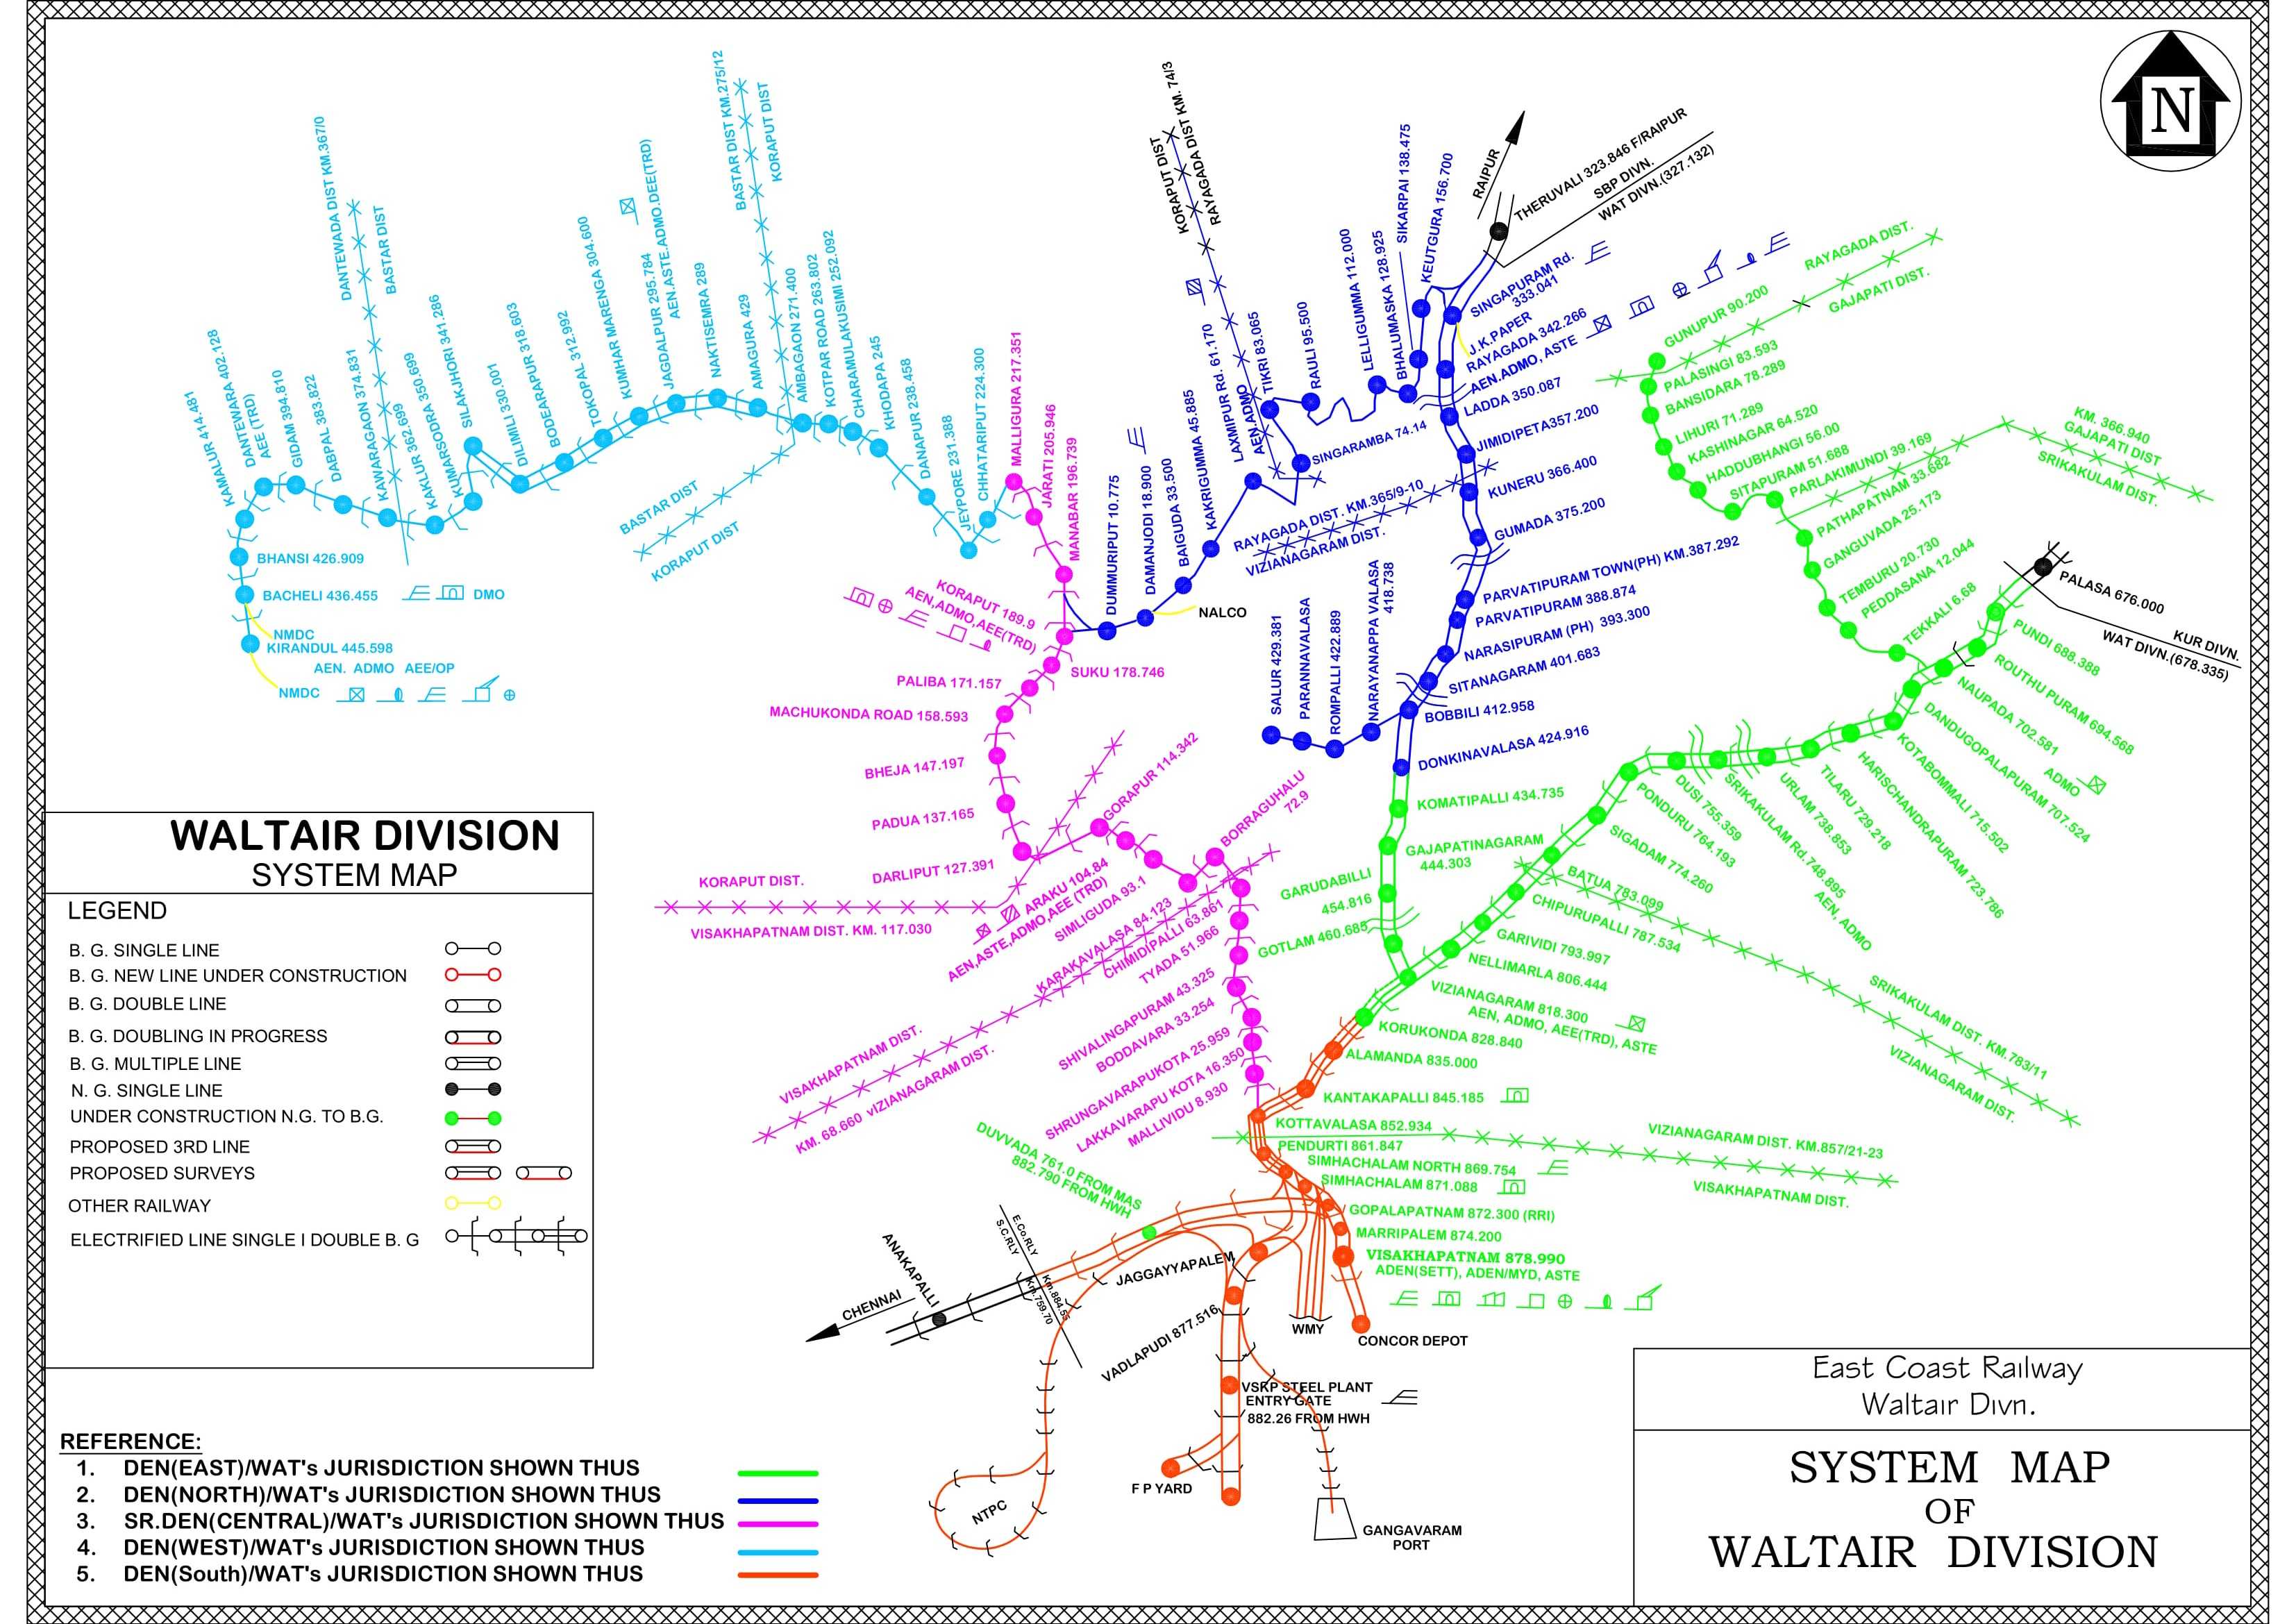 DANTEWADA DIST KM.367/0
BASTAR DIST
BASTAR DIST KM.275/12
KORAPUT DIST
KAMALUR 414.481
DANTEWARA 402.128
AEE (TRD)
GIDAM 394.810
DABPAL 383.822
KAWARAGAON 374.831
KAKLUR 362.699
KUMARSODRA 350.699
SILAKJHORI 341.286
DILIMILI 330.001
BODEARAPUR 318.603
TOKOPAL 312.992
KUMHAR MARENGA 304.600
JAGDALPUR 295.784
AEN.ASTE.ADMO.DEE(TRD)
NAKTISEMRA 289
AMAGURA 429
AMBAGAON 271.400
KOTPAR ROAD 263.802
CHARAMULAKUSIMI 252.092
KHODAPA 245
DANAPUR 238.458
JEYPORE 231.388
CHHATARIPUT 224.300
BASTAR DIST
KORAPUT DIST
BHANSI 426.909
BACHELI 436.455
DMO
NMDC
KIRANDUL 445.598
AEN. ADMO AEE/OP
NMDC
MALLIGURA 217.351
JARATI 205.946
MANABAR 196.739
KORAPUT 189.9
AEN,ADMO,AEE(TRD)
SUKU 178.746
PALIBA 171.157
MACHUKONDA ROAD 158.593
BHEJA 147.197
PADUA 137.165
DARLIPUT 127.391
KORAPUT DIST.
VISAKHAPATNAM DIST. KM. 117.030
GORAPUR 114.342
ARAKU 104.84
AEN,ASTE,ADMO,AEE (TRD)
SIMLIGUDA 93.1
KARAKAVALASA 84.123
BORRAGUHALU
72.9
CHIMIDIPALLI 63.861
TYADA 51.966
SHIVALINGAPURAM 43.325
BODDAVARA 33.254
SHRUNGAVARAPUKOTA 25.959
LAKKAVARAPU KOTA 16.350
MALLIVIDU 8.930
VISAKHAPATNAM DIST.
KM. 68.660 vIZIANAGARAM DIST.
KORAPUT DIST
RAYAGADA DIST KM. 74/3
DUMMURIPUT 10.775
DAMANJODI 18.900
BAIGUDA 33.500
KAKRIGUMMA 45.885
LAXMIPUR Rd. 61.170
AEN,ADMO
TIKRI 83.065
SINGARAMBA 74.14
RAULI 95.500
LELLIGUMMA 112.000
BHALUMASKA 128.925
SIKARPAI 138.475
KEUTGURA 156.700
NALCO
RAIPUR
THERUVALI 323.846 F/RAIPUR
SBP DIVN.
WAT DIVN.(327.132)
SINGAPURAM Rd.
333.041
J.K.PAPER
RAYAGADA 342.266
AEN.ADMO, ASTE
LADDA 350.087
JIMIDIPETA357.200
KUNERU 366.400
GUMADA 375.200
RAYAGADA DIST. KM.365/9-10
VIZIANAGARAM DIST.
PARVATIPURAM TOWN(PH) KM.387.292
PARVATIPURAM 388.874
NARASIPURAM (PH) 393.300
SITANAGARAM 401.683
BOBBILI 412.958
DONKINAVALASA 424.916
SALUR 429.381
PARANNAVALASA
ROMPALLI 422.889
NARAYANAPPA VALASA
418.738
RAYAGADA DIST.
GAJAPATI DIST.
GUNUPUR 90.200
PALASINGI 83.593
BANSIDARA 78.289
LIHURI 71.289
KASHINAGAR 64.520
HADDUBHANGI 56.00
SITAPURAM 51.688
PARLAKIMUNDI 39.169
PATHAPATNAM 33.682
GANGUVADA 25.173
TEMBURU 20.730
PEDDASANA 12.044
TEKKALI 6.68
KM. 366.940
GAJAPATI DIST
SRIKAKULAM DIST.
PALASA 676.000
KUR DIVN.
WAT DIVN.(678.335)
PUNDI 688.388
ROUTHU PURAM 694.568
NAUPADA 702.581
ADMO
DANDUGOPALAPURAM 707.524
KOTABOMMALI 715.502
HARISCHANDRAPURAM 723.786
TILARU 729.218
URLAM 738.853
SRIKAKULAM Rd.748.895
AEN, ADMO
DUSI 755.359
PONDURU 764.193
SIGADAM 774.260
BATUA 783.099
CHIPURUPALLI 787.534
GARIVIDI 793.997
NELLIMARLA 806.444
VIZIANAGARAM 818.300
AEN, ADMO, AEE(TRD), ASTE
SRIKAKULAM DIST. KM.783/11
VIZIANAGARAM DIST.
KOMATIPALLI 434.735
GAJAPATINAGARAM
444.303
GARUDABILLI
454.816
GOTLAM 460.685
KORUKONDA 828.840
ALAMANDA 835.000
KANTAKAPALLI 845.185
KOTTAVALASA 852.934
PENDURTI 861.847
VIZIANAGARAM DIST. KM.857/21-23
VISAKHAPATNAM DIST.
SIMHACHALAM NORTH 869.754
SIMHACHALAM 871.088
GOPALAPATNAM 872.300 (RRI)
MARRIPALEM 874.200
VISAKHAPATNAM 878.990
ADEN(SETT), ADEN/MYD, ASTE
DUVVADA 761.0 FROM MAS
882.790 FROM HWH
E.Co.RLY
S.C.RLY
Km.759.70
ANAKAPALLI
CHENNAI
JAGGAYYAPALEM
VADLAPUDI 877.516
WMY
CONCOR DEPOT
VSKP STEEL PLANT
ENTRY GATE
882.26 FROM HWH
F P YARD
NTPC
GANGAVARAM
PORT
N
WALTAIR DIVISION
SYSTEM MAP
LEGEND
B. G. SINGLE LINE
B. G. NEW LINE UNDER CONSTRUCTION
B. G. DOUBLE LINE
B. G. DOUBLING IN PROGRESS
B. G. MULTIPLE LINE
N. G. SINGLE LINE
UNDER CONSTRUCTION N.G. TO B.G.
PROPOSED 3RD LINE
PROPOSED SURVEYS
OTHER RAILWAY
ELECTRIFIED LINE SINGLE I DOUBLE B. G
REFERENCE:
1. DEN(EAST)/WAT's JURISDICTION SHOWN THUS
2. DEN(NORTH)/WAT's JURISDICTION SHOWN THUS
3. SR.DEN(CENTRAL)/WAT's JURISDICTION SHOWN THUS
4. DEN(WEST)/WAT's JURISDICTION SHOWN THUS
5. DEN(South)/WAT's JURISDICTION SHOWN THUS
East Coast Railway
Waltair Divn.
SYSTEM MAP
OF
WALTAIR DIVISION